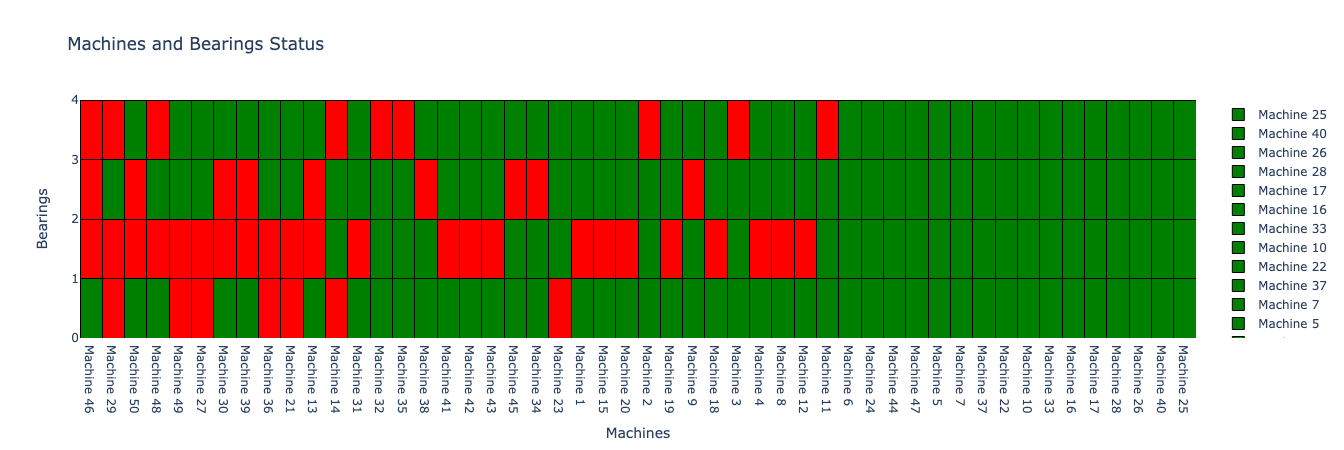 Machines and Bearings Status
Bearings
4
3
2
1
0
Machine 46
Machine 29
Machine 50
Machine 48
Machine 49
Machine 27
Machine 30
Machine 39
Machine 36
Machine 21
Machine 13
Machine 14
Machine 31
Machine 32
Machine 35
Machine 38
Machine 41
Machine 42
Machine 43
Machine 45
Machine 34
Machine 23
Machine 1
Machine 15
Machine 20
Machine 2
Machine 19
Machine 9
Machine 18
Machine 3
Machine 4
Machine 8
Machine 12
Machine 11
Machine 6
Machine 24
Machine 44
Machine 47
Machine 5
Machine 7
Machine 37
Machine 22
Machine 10
Machine 33
Machine 16
Machine 17
Machine 28
Machine 26
Machine 40
Machine 25
Machines
Machine 25
Machine 40
Machine 26
Machine 28
Machine 17
Machine 16
Machine 33
Machine 10
Machine 22
Machine 37
Machine 7
Machine 5